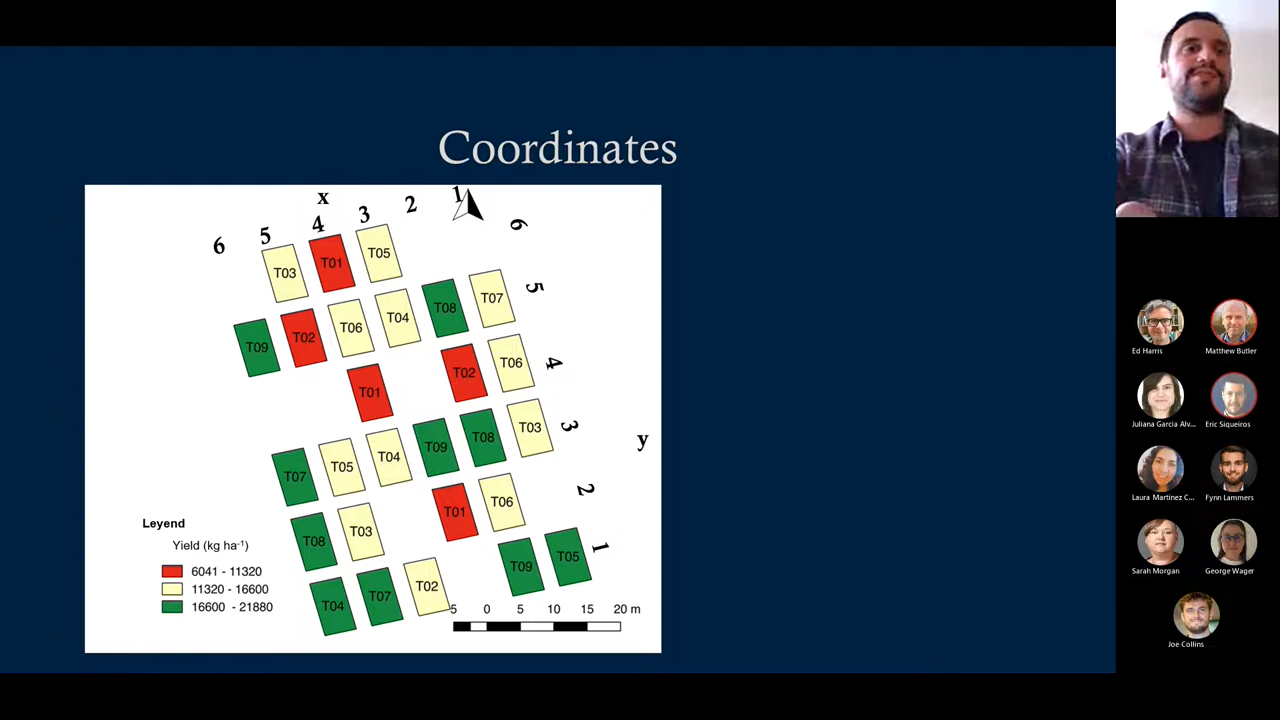 Coordinates
x
1
2
3
4
5
6
6
5
4
3
2
1
y
T03
T01
T05
T09
T02
T06
T04
T08
T07
T01
T02
T06
T07
T05
T04
T09
T08
T03
T08
T03
T01
T06
T04
T07
T02
T09
T05
Leyend
Yield (kg ha-1)
6041 - 11320
11320 - 16600
16600 - 21880
5 0 5 10 15 20 m
Ed Harris
Matthew Butler
Juliana Garcia Alv...
Eric Siqueiros
Laura Martinez C...
Fynn Lammers
Sarah Morgan
George Wager
Joe Collins